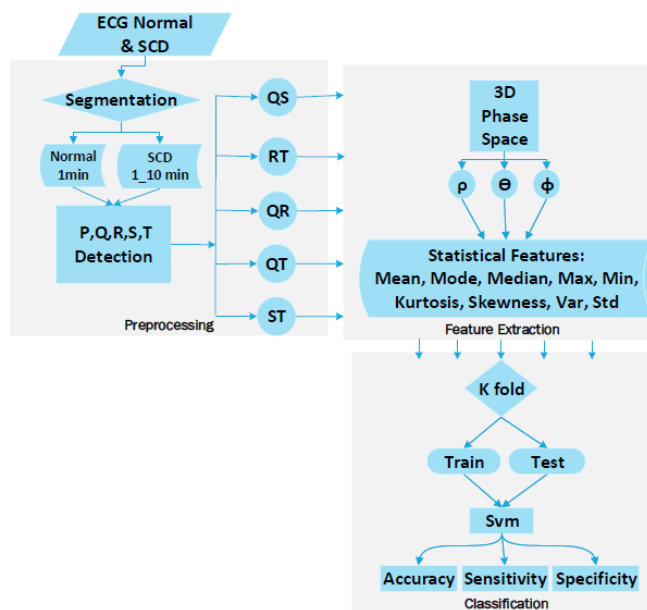 ECG Normal
& SCD
Segmentation
Normal
1min
SCD
1_10 min
P,Q,R,S,T
Detection
QS
RT
QR
QT
ST
Preprocessing
3D
Phase
Space
ρ
Θ
ϕ
Statistical Features:
Mean, Mode, Median, Max, Min,
Kurtosis, Skewness, Var, Std
Feature Extraction
K fold
Train
Test
Svm
Accuracy
Sensitivity
Specificity
Classification